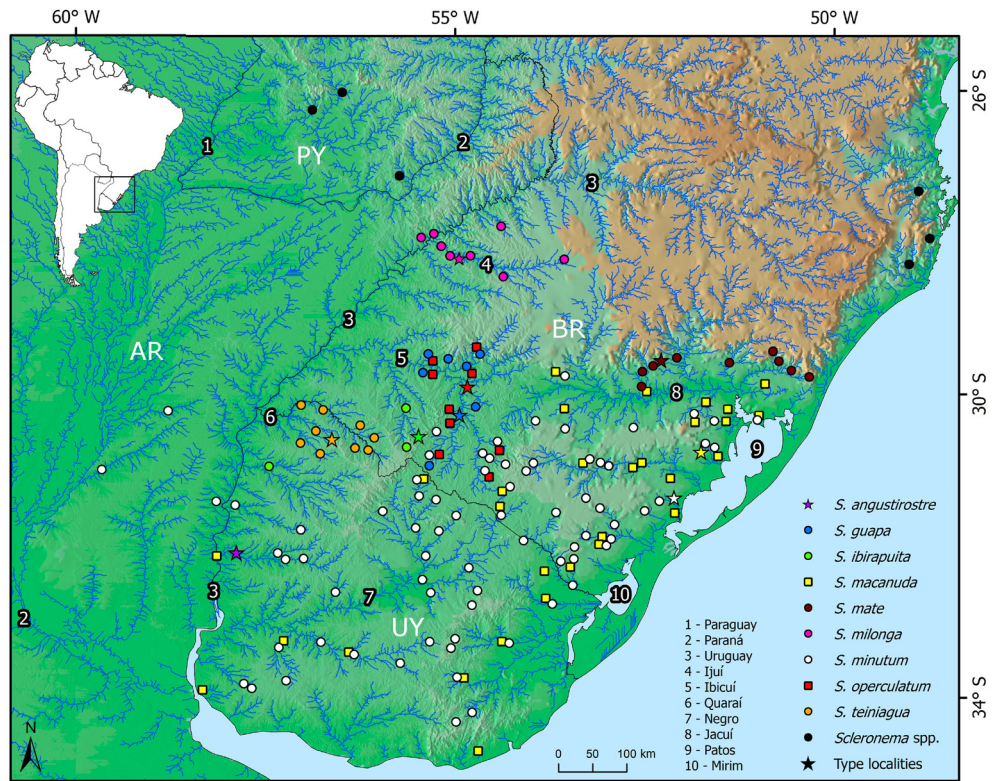 60° W
55° W
50° W
26° S
1
PY
2
3
4
3
AR
5
BR
8
30° S
6
9
S. angustirostre
S. guapa
S. ibirapuita
S. macanuda
S. mate
S. milonga
S. minutum
S. operculatum
S. teiniagua
Scleronema spp.
Type localities
3
7
10
2
UY
1 - Paraguay
2 - Paraná
3 - Uruguay
4 - Ijuí
5 - Ibicuí
6 - Quaraí
7 - Negro
8 - Jacuí
9 - Patos
10 - Mirim
34° S
N
0 50 100 km